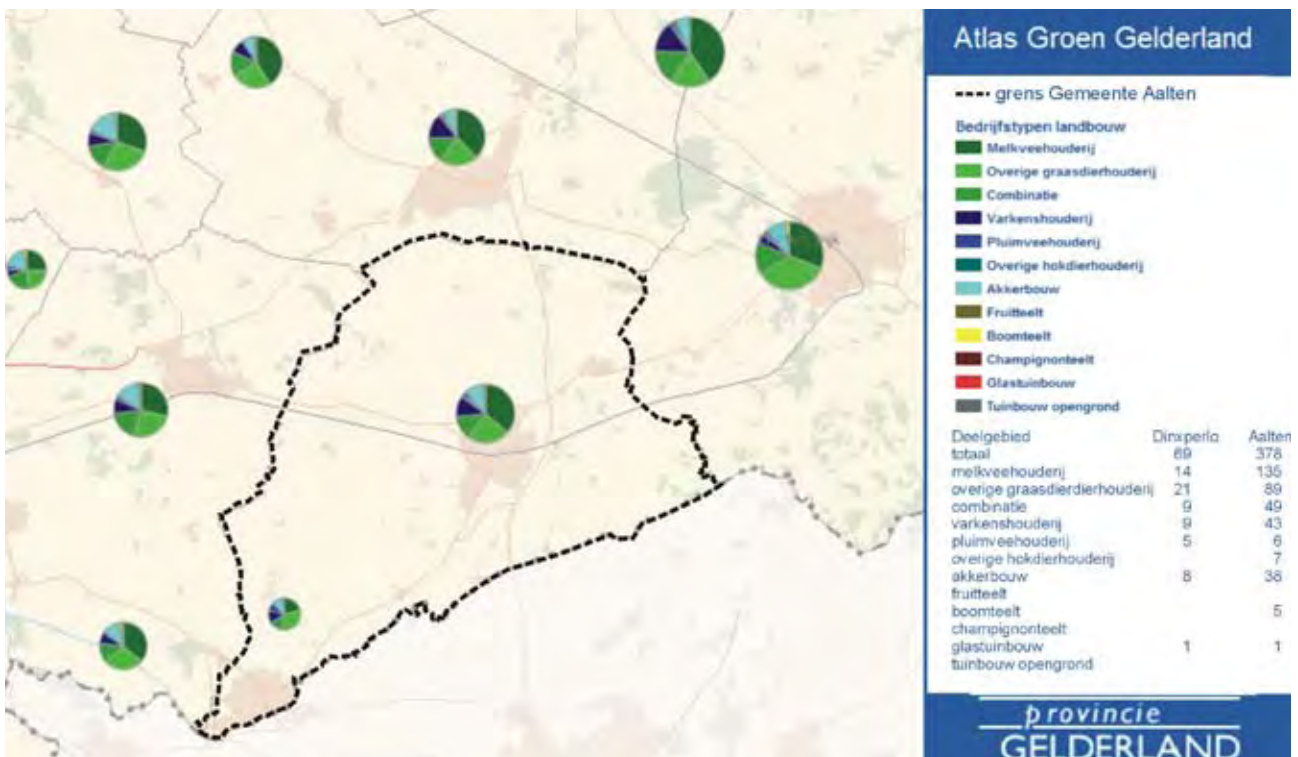 Atlas Groen Gelderland
grens Gemeente Aalten
Bedrijfstypen landbouw
Melkveehouderij
Overige graasdierhouderij
Combinatie
Varkenshouderij
Pluimveehouderij
Overige hokdierhouderij
Akkerbouw
Fruitteelt
Boomteelt
Champignonteelt
Glastuinbouw
Tuinbouw opengrond
Deelgebied Dinxperlo Aalten
totaal 69 378
melkveehouderij 14 135
overige graasdierdierhouderij 21 89
combinatie 9 49
varkenshouderij 9 43
pluimveehouderij 5 6
overige hokdierhouderij 7
akkerbouw 8 38
fruitteelt
boomteelt 5
champignonteelt
glastuinbouw 1 1
tuinbouw opengrond
provincie
GELDERLAND